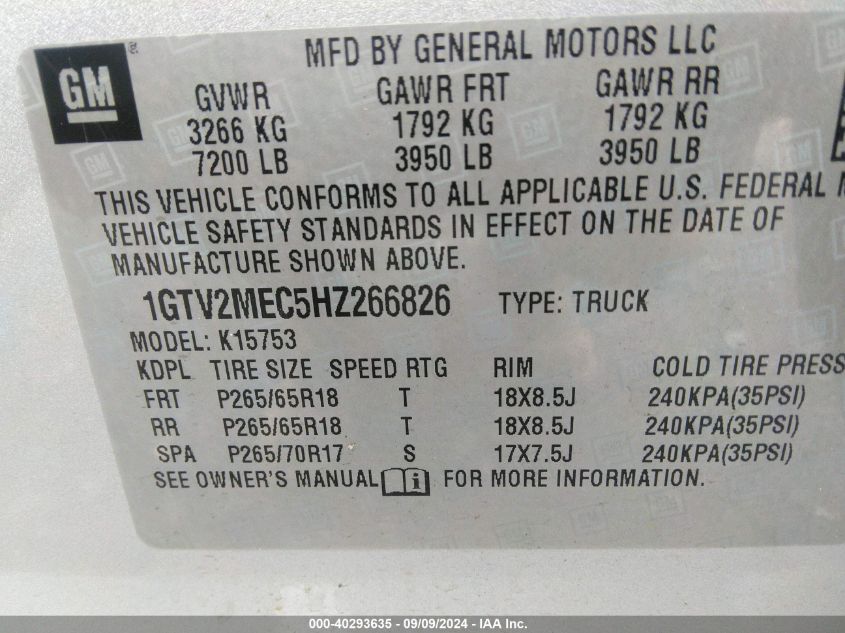 GM
MFD BY GENERAL MOTORS LLC
GVWR GAWR FRT GAWR RR
3266 KG 1792 KG 1792 KG
7200 LB 3950 LB 3950 LB
THIS VEHICLE CONFORMS TO ALL APPLICABLE U.S. FEDERAL
VEHICLE SAFETY STANDARDS IN EFFECT ON THE DATE OF
MANUFACTURE SHOWN ABOVE.
1GTV2MEC5HZ266826 TYPE: TRUCK
MODEL: K15753
KDPL TIRE SIZE SPEED RTG RIM COLD TIRE PRESS
FRT P265/65R18 T 18X8.5J 240KPA(35PSI)
RR P265/65R18 T 18X8.5J 240KPA(35PSI)
SPA P265/70R17 S 17X7.5J 240KPA(35PSI)
SEE OWNER'S MANUAL i FOR MORE INFORMATION.
000-40293635 - 09/09/2024 - IAA Inc.